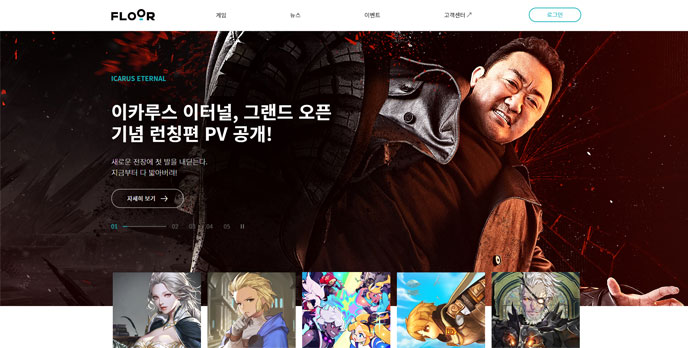 FLOOR
게임
뉴스
이벤트
고객센터 ↗
로그인
ICARUS ETERNAL
이카루스 이터널, 그랜드 오픈
기념 런칭편 PV 공개!
새로운 전장에 첫 발을 내딛는다.
지금부터 다 밟아버려!
자세히 보기 →
01 02 03 04 05